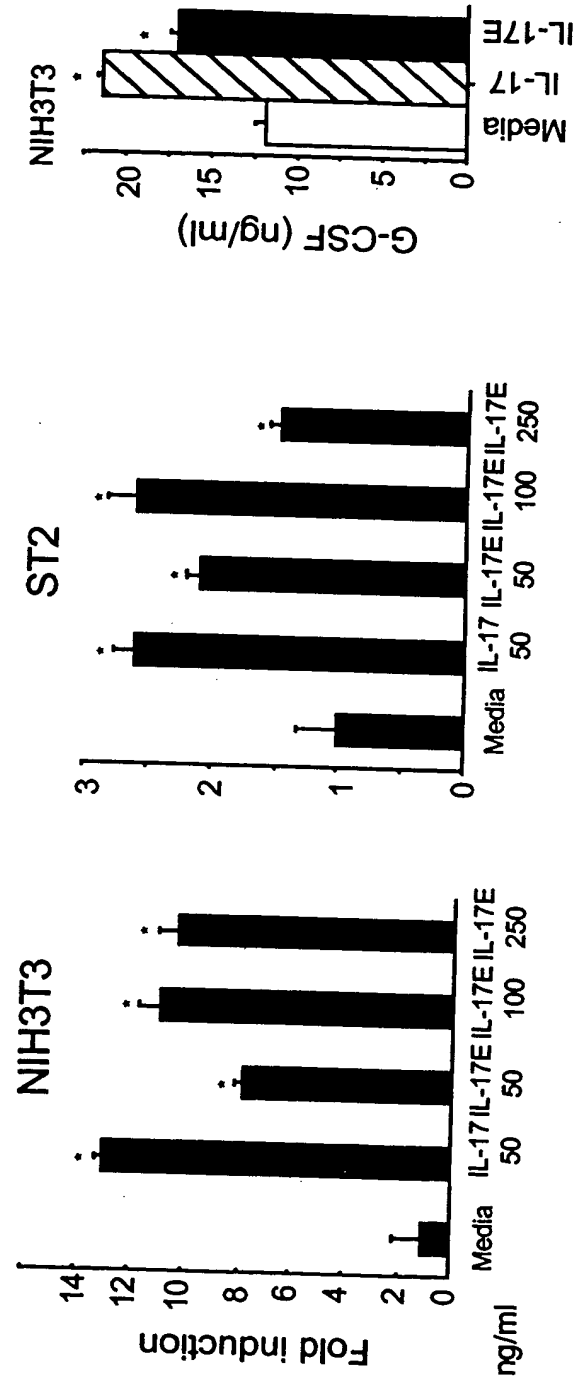 NIH3T3
Fold induction
14
12
10
8
6
4
2
0
*
*
*
*
Media IL-17 IL-17E IL-17E IL-17E
ng/ml 50 50 100 250
ST2
3
2
1
0
*
*
*
*
Media IL-17 IL-17E IL-17E IL-17E
50 50 100 250
NIH3T3
G-CSF (ng/ml)
20
15
10
5
0
*
*
Media
IL-17
IL-17E